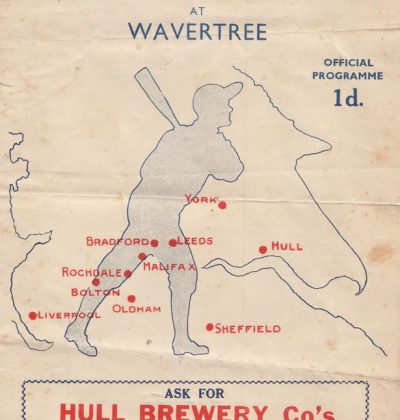 AT
WAVERTREE
OFFICIAL
PROGRAMME
1d.
YORK
BRADFORD
LEEDS
HULL
HALIFAX
ROCHDALE
BOLTON
OLDHAM
LIVERPOOL
SHEFFIELD
ASK FOR
HULL BREWERY Co's